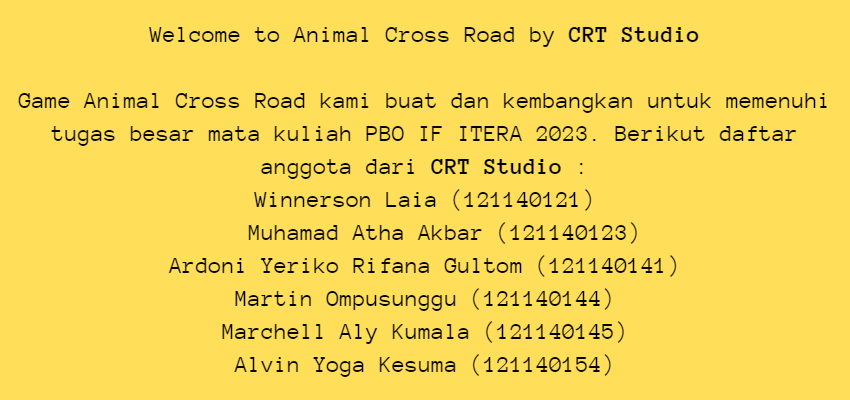 Welcome to Animal Cross Road by CRT Studio
Game Animal Cross Road kami buat dan kembangkan untuk memenuhi
tugas besar mata kuliah PBO IF ITERA 2023. Berikut daftar
anggota dari CRT Studio :
Winnerson Laia (121140121)
Muhamad Atha Akbar (121140123)
Ardoni Yeriko Rifana Gultom (121140141)
Martin Ompusunggu (121140144)
Marchell Aly Kumala (121140145)
Alvin Yoga Kesuma (121140154)